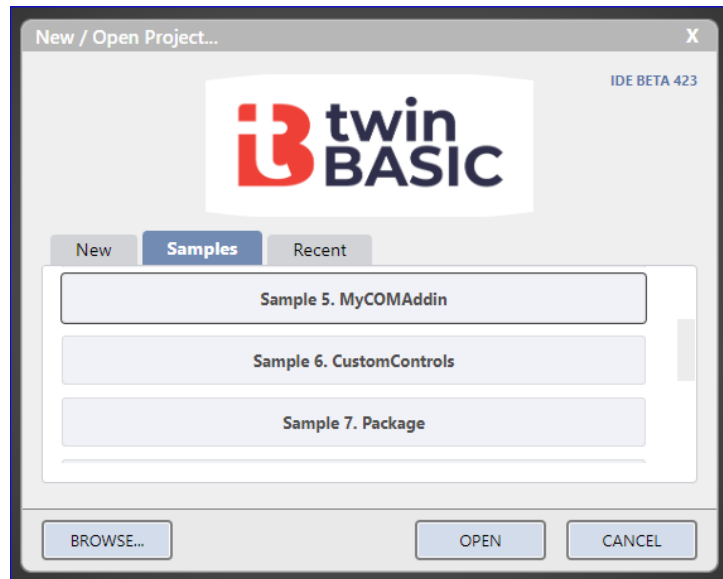 New / Open Project...
X
IDE BETA 423
twin
BASIC
New
Samples
Recent
Sample 5. MyCOMAddin
Sample 6. CustomControls
Sample 7. Package
BROWSE...
OPEN
CANCEL